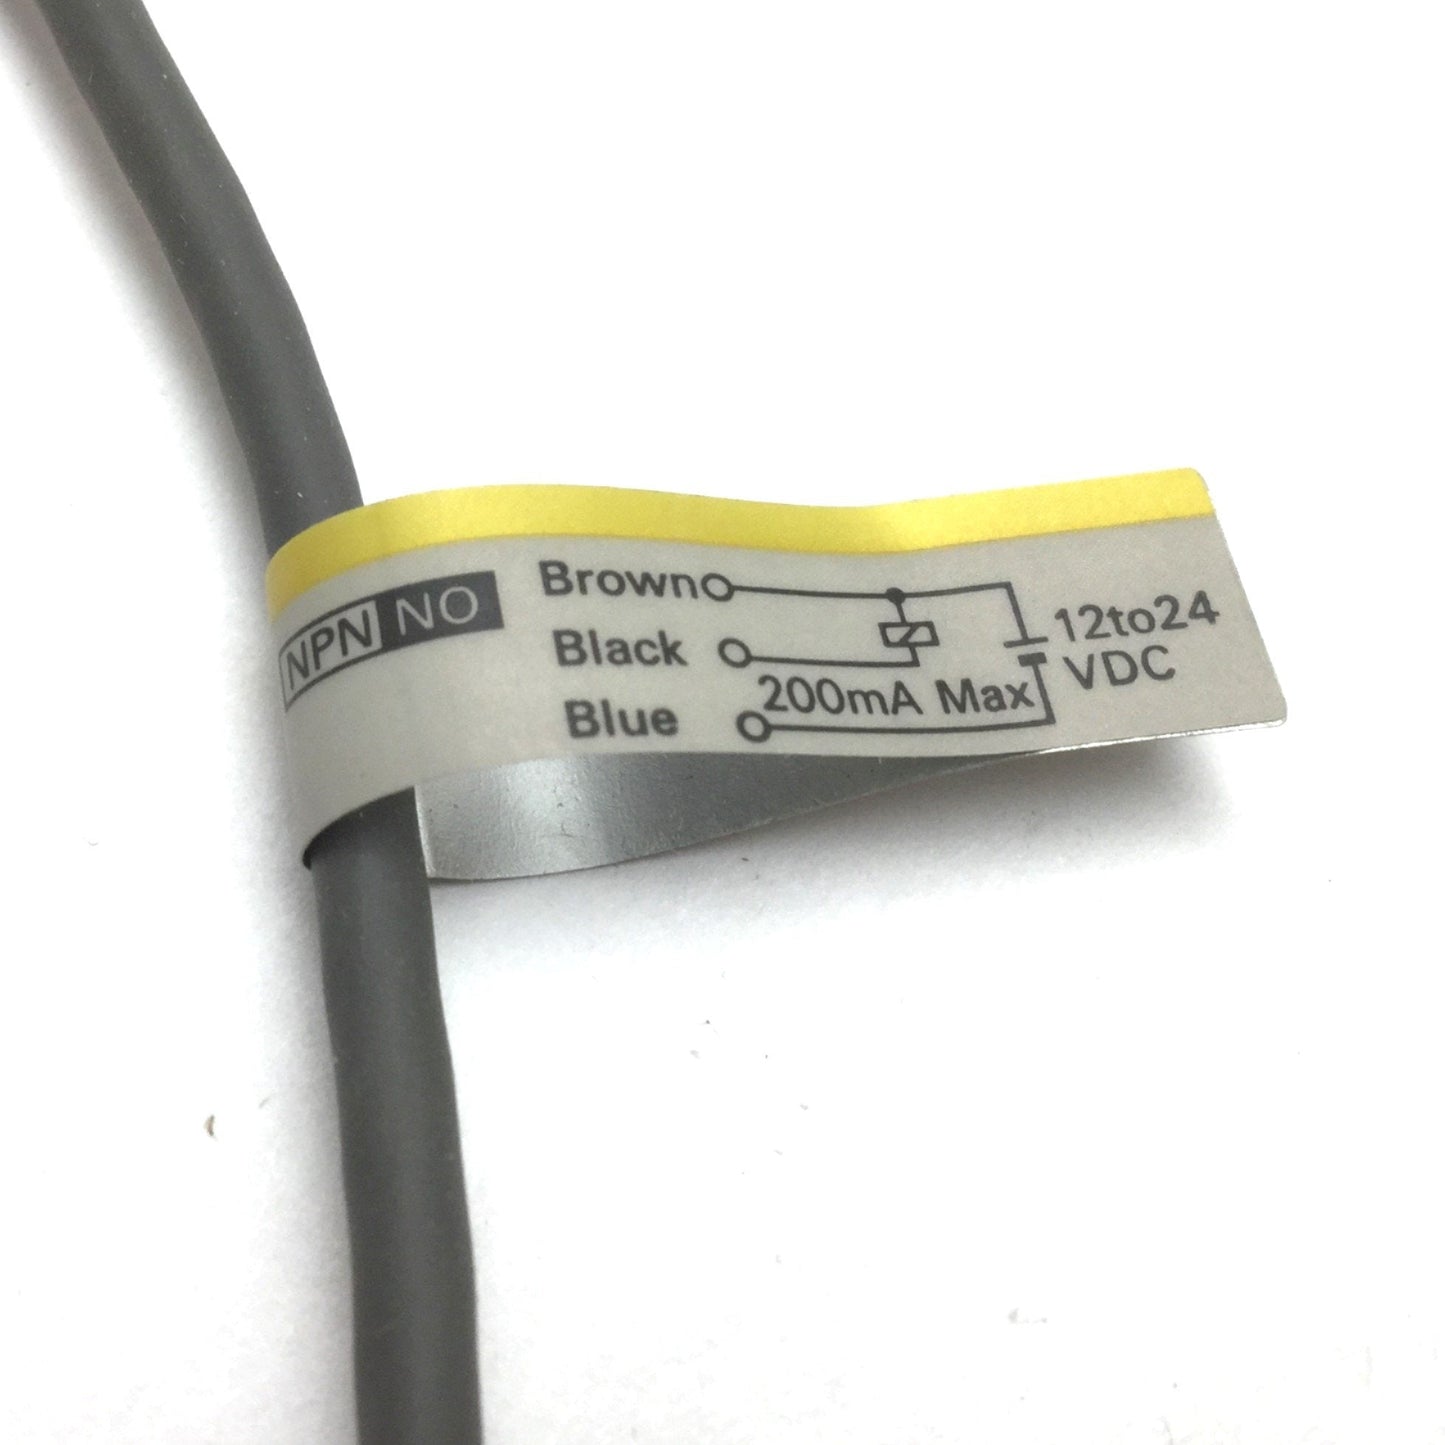 NPN NO
Brown
Black
Blue
200mA Max
12to24
VDC